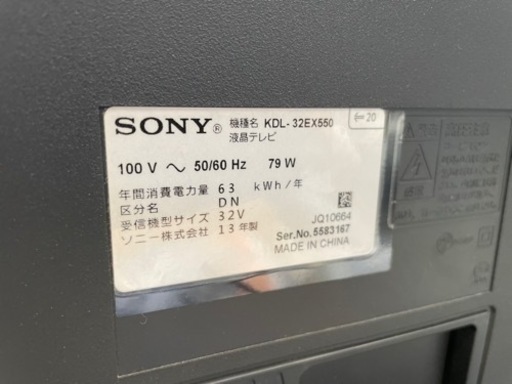 SONY® 機種名 KDL-32EX550
液晶テレビ
⇐20
100 V ～ 50/60 Hz 79 W
年間消費電力量 63 kWh/年
区分名 DN
受信機型サイズ 32V
ソニー株式会社 13年製
JQ10664
Ser.No.5583167
MADE IN CHINA